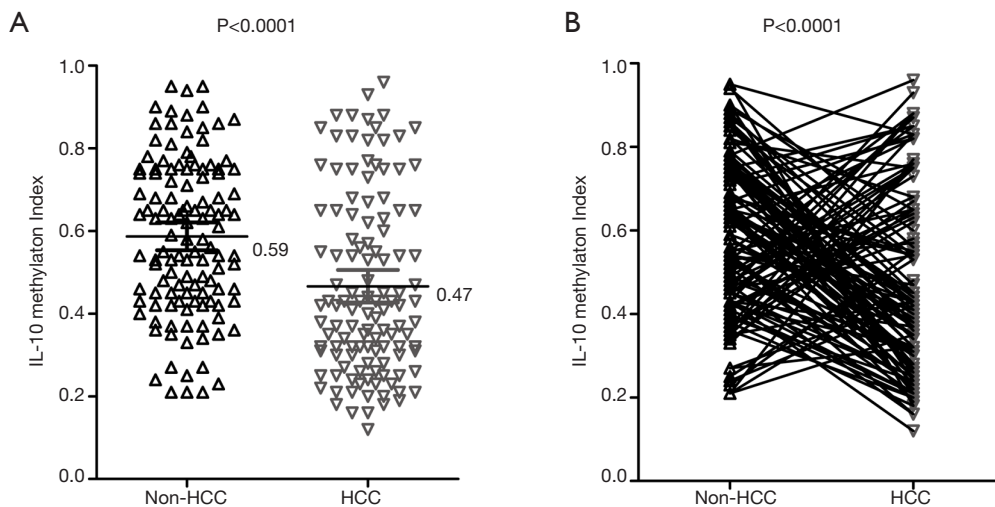 A
P<0.0001
IL-10 methylaton Index
1.0
0.8
0.6
0.4
0.2
0.0
0.59
0.47
Non-HCC
HCC
B
P<0.0001
IL-10 methylaton Index
1.0
0.8
0.6
0.4
0.2
0.0
Non-HCC
HCC